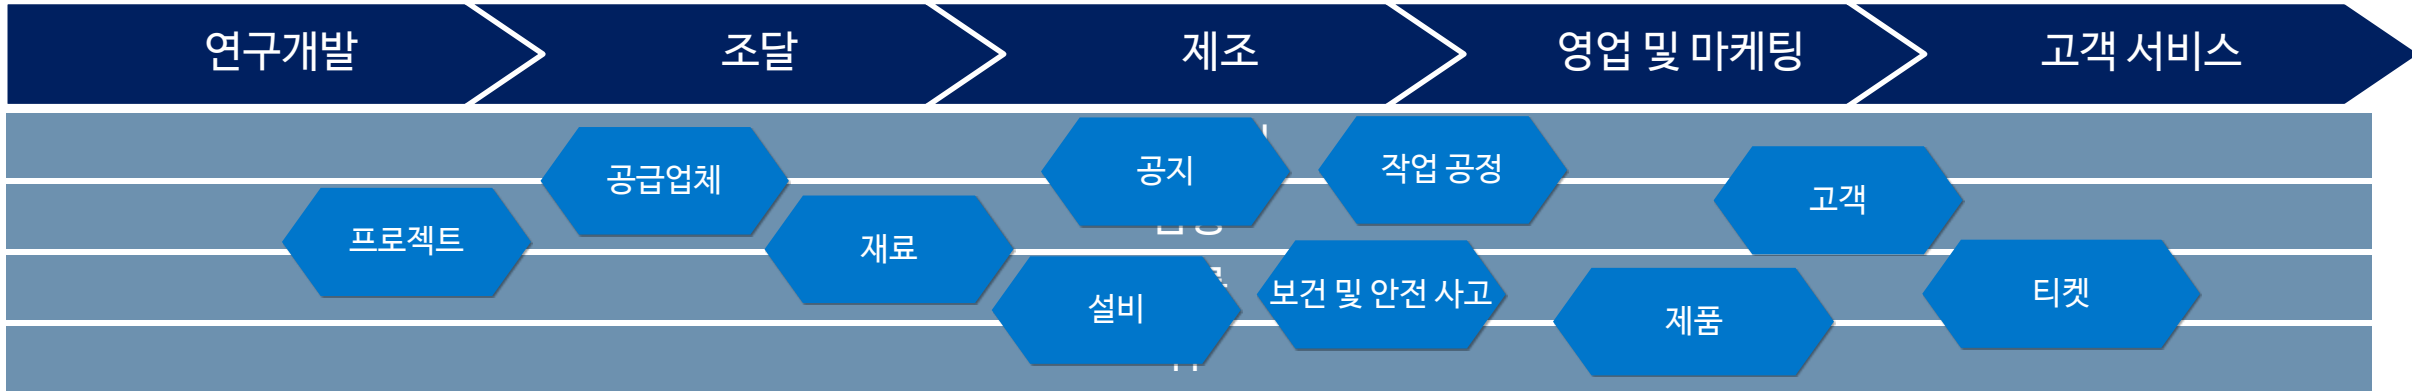 연구개발
조달
제조
영업 및 마케팅
고객 서비스
공급업체
공지
작업 공정
고객
프로젝트
재료
설비
보건 및 안전 사고
제품
티켓